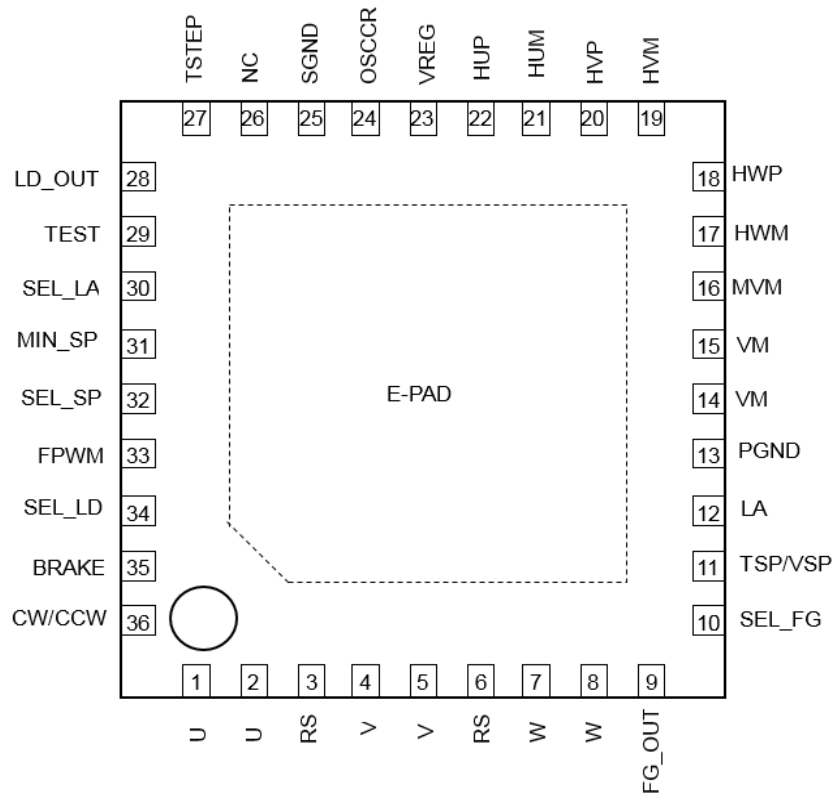 TSTEP NC SGND OSCCR VREG HUP HUM HVP HVM
27 26 25 24 23 22 21 20 19
LD_OUT 28 18 HWP
TEST 29 17 HWM
SEL_LA 30 16 MVM
MIN_SP 31 15 VM
SEL_SP 32 E-PAD 14 VM
FPWM 33 13 PGND
SEL_LD 34 12 LA
BRAKE 35 11 TSP/VSP
CW/CCW 36 10 SEL_FG
1 2 3 4 5 6 7 8 9
U U RS V V RS W W FG_OUT